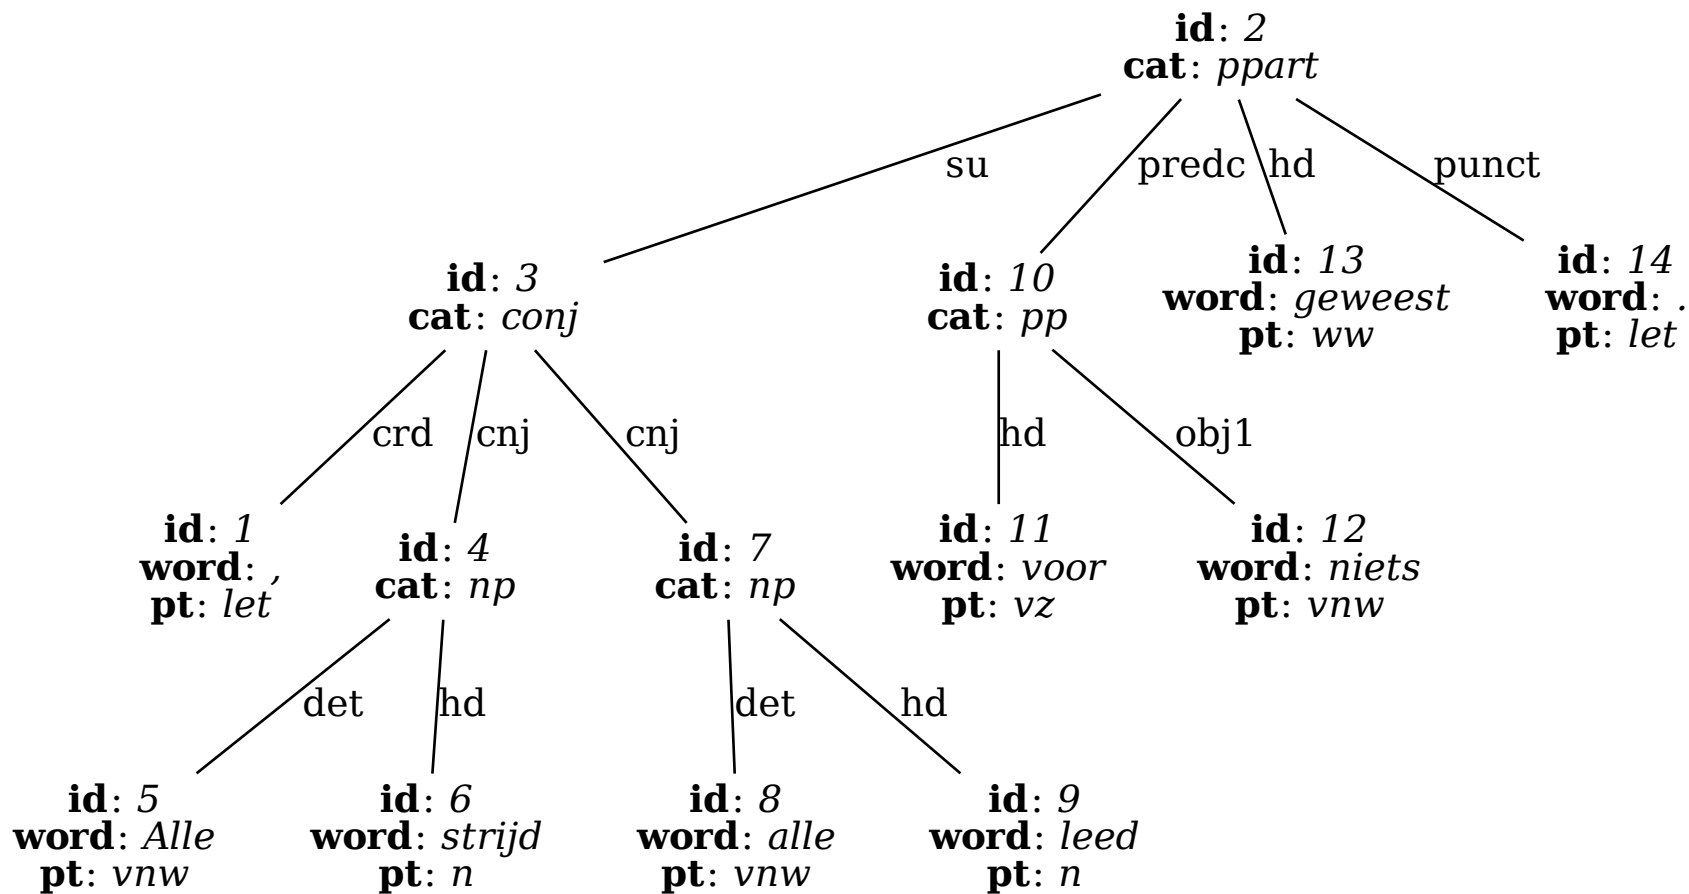 id: 2
cat: ppart
su
predc
hd
punct
id: 3
cat: conj
id: 10
cat: pp
id: 13
word: geweest
pt: ww
id: 14
word: .
pt: let
crd
cnj
cnj
hd
obj1
id: 1
word: ,
pt: let
id: 4
cat: np
id: 7
cat: np
id: 11
word: voor
pt: vz
id: 12
word: niets
pt: vnw
det
hd
det
hd
id: 5
word: Alle
pt: vnw
id: 6
word: strijd
pt: n
id: 8
word: alle
pt: vnw
id: 9
word: leed
pt: n